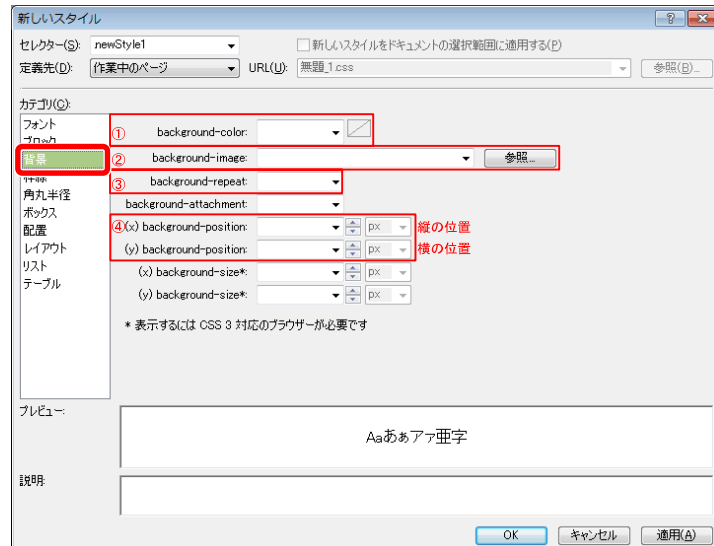 新しいスタイル
セレクター(S): newStyle1 新しいスタイルをドキュメントの選択範囲に適用する(P)
定義先(D): 作業中のページ URL(U): 無題_1.css 参照(B)...
カテゴリ(C):
フォント
ブロック
背景
枠線
角丸半径
ボックス
配置
レイアウト
リスト
テーブル
① background-color:
② background-image: 参照...
③ background-repeat:
background-attachment:
④(x) background-position: px 縦の位置
(y) background-position: px 横の位置
(x) background-size*: px
(y) background-size*: px
* 表示するには CSS 3 対応のブラウザーが必要です
プレビュー:
Aaあぁアァ亜宇
説明:
OK キャンセル 適用(A)